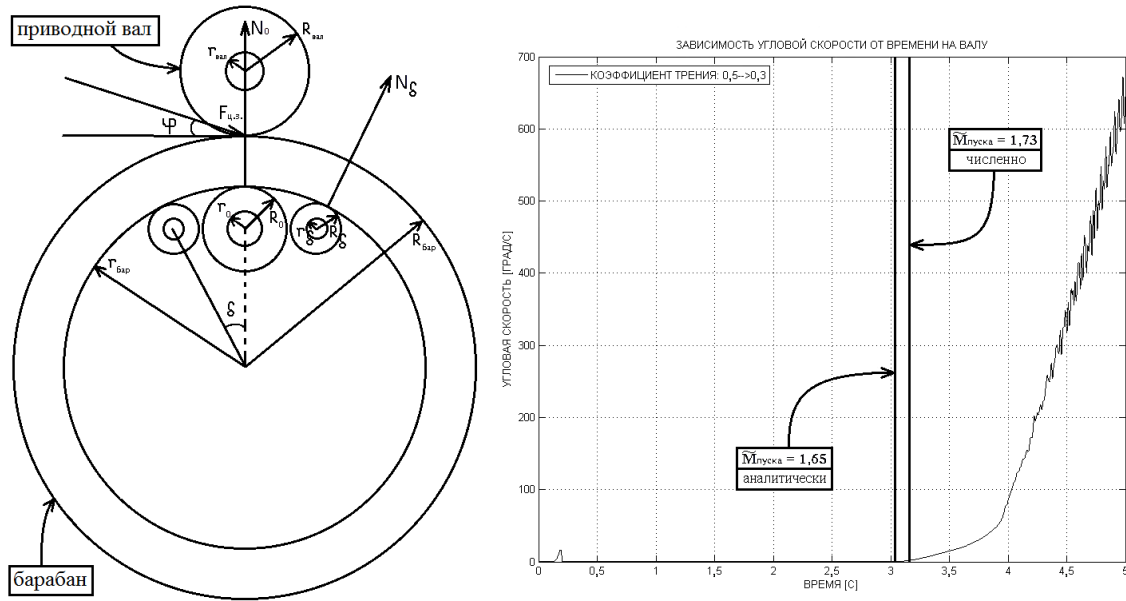 приводной вал
N₀
Rвал
rвал
Nδ
Fц.з.
φ
r₀
R₀
rδ
Rδ
Rбар
rбар
δ
барабан
ЗАВИСИМОСТЬ УГЛОВОЙ СКОРОСТИ ОТ ВРЕМЕНИ НА ВАЛУ
КОЭФФИЦИЕНТ ТРЕНИЯ: 0,5-->0,3
УГЛОВАЯ СКОРОСТЬ [ГРАД/С]
700
600
500
400
300
200
100
0
M̃пуска = 1,73
численно
M̃пуска = 1,65
аналитически
0 0,5 1 1,5 2 2,5 3 3,5 4 4,5 5
ВРЕМЯ [С]